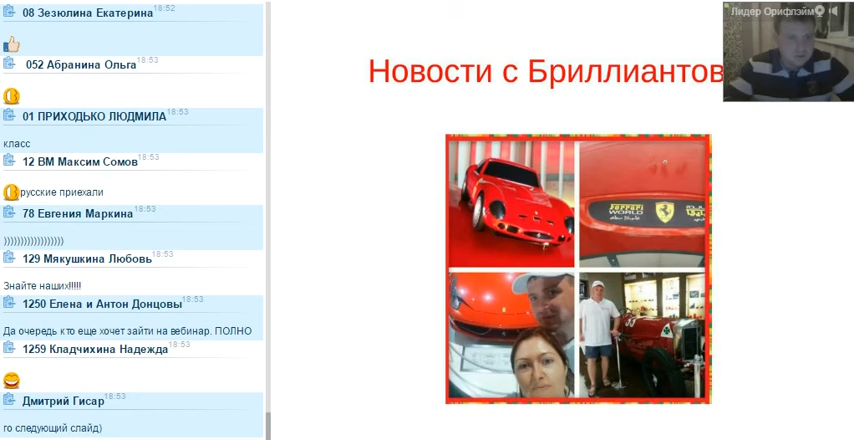 08 Зезюлина Екатерина 18:52
052 Абранина Ольга 18:53
01 ПРИХОДЬКО ЛЮДМИЛА 18:53
класс
12 ВМ Максим Сомов 18:53
русские приехали
78 Евгения Маркина 18:53
))))))))))))))))))
129 Мякушкина Любовь 18:53
Знайте наших!!!!!
1250 Елена и Антон Донцовы 18:53
Да очередь кто еще хочет зайти на вебинар. ПОЛНО
1259 Кладчихина Надежда 18:53
Дмитрий Гисар 18:53
го следующий слайд)
Новости с Бриллиантов
Лидер Орифлэйм
Ferrari
WORLD